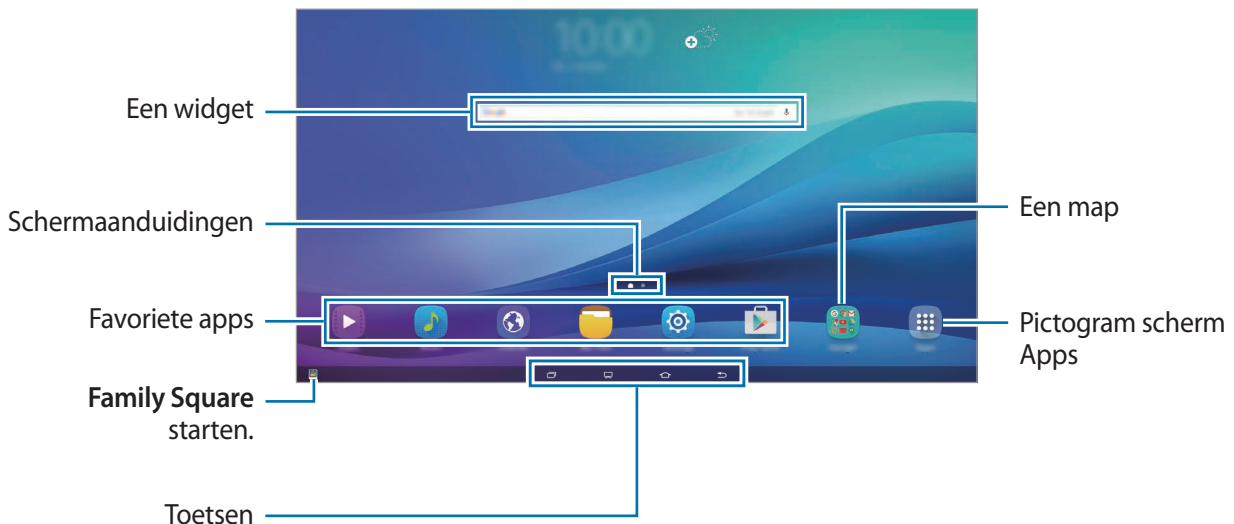 10:00
Een widget
Schermaanduidingen
Een map
Favoriete apps
Pictogram scherm
Apps
Family Square
starten.
Toetsen